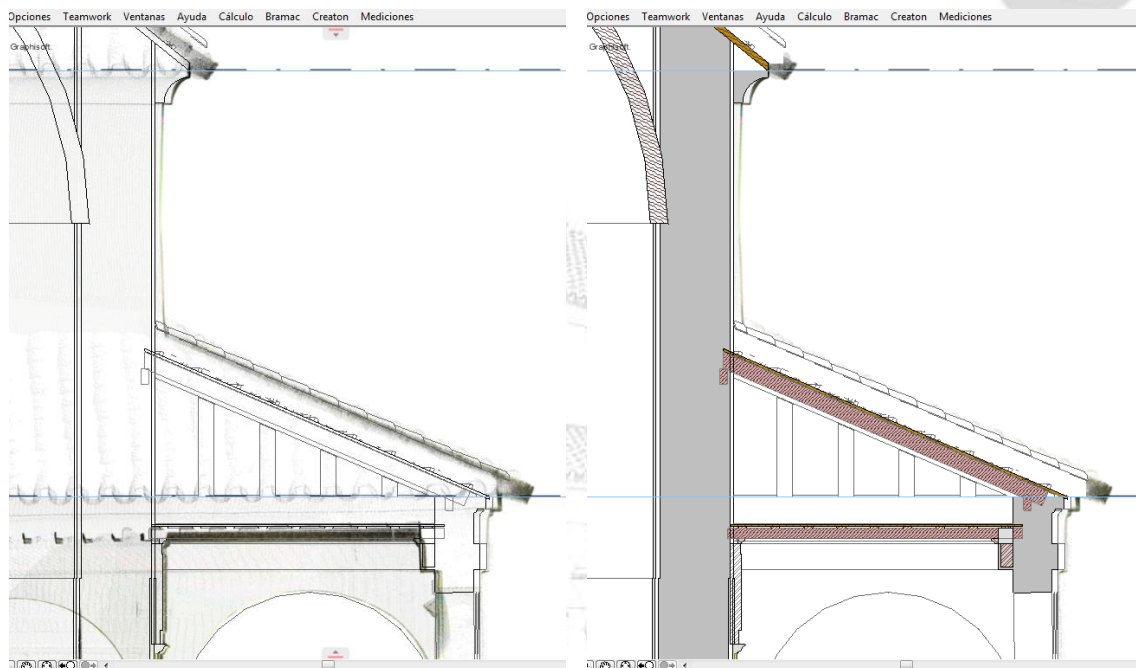 Opciones Teamwork Ventanas Ayuda Cálculo Bramac Creaton Mediciones
Graphisoft.
Opciones Teamwork Ventanas Ayuda Cálculo Bramac Creaton Mediciones
Graphisoft.